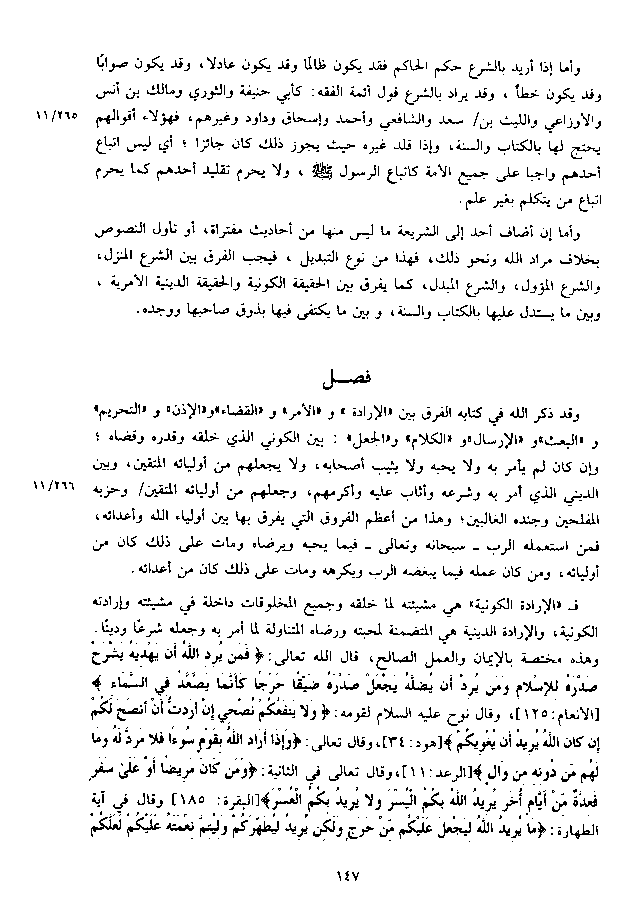 وأما إذا أريد بالشرع حكم الحاكم فقد يكون ظالمًا وقد يكون عادلا، وقد يكون صوابًا
وقد يكون خطأ ، وقد يراد بالشرع قول أئمة الفقه: كأبي حنيفة والثوري ومالك بن أنس
والأوزاعي والليث بن/ سعد والشافعي وأحمد وإسحاق وداود وغيرهم، فهؤلاء أقوالهم
١١/٢٦٥
يحتج لها بالكتاب والسنة، وإذا قلد غيره حيث يجوز ذلك كان جائزا ؛ أي ليس اتباع
أحدهم واجبا على جميع الأمة كاتباع الرسول ﷺ ، ولا يحرم تقليد أحدهم كما يحرم
اتباع من يتكلم بغير علم.
وأما إن أضاف أحد إلى الشريعة ما ليس منها من أحاديث مفتراة، أو تأول النصوص
بخلاف مراد الله ونحو ذلك، فهذا من نوع التبديل ، فيجب الفرق بين الشرع المنزل،
والشرع المؤول، والشرع المبدل، كما يفرق بين الحقيقة الكونية والحقيقة الدينية الأمرية ،
وبين ما يستدل عليها بالكتاب والسنة، و بين ما يكتفى فيها بذوق صاحبها ووجده.
فصــل
وقد ذكر الله في كتابه الفرق بين «الإرادة » و «الأمر» و «القضاء»و«الإذن» و «التحريم»
و «البعث»و «الإرسال»و «الكلام» و«الجعل» : بين الكوني الذي خلقه وقدره وقضاه ؛
وإن كان لم يأمر به ولا يحبه ولا يثيب أصحابه، ولا يجعلهم من أوليائه المتقين، وبين
الديني الذي أمر به وشرعه وأثاب عليه وأكرمهم، وجعلهم من أوليائه المتقين/ وحزبه
١١/٢٦٦
المفلحين وجنده الغالبين؛ وهذا من أعظم الفروق التي يفرق بها بين أولياء الله وأعدائه،
فمن استعمله الرب ـ سبحانه وتعالى ـ فيما يحبه ويرضاه ومات على ذلك كان من
أوليائه ، ومن كان عمله فيما يبغضه الرب ويكرهه ومات على ذلك كان من أعدائه.
فـ «الإرادة الكونية» هي مشيئته لما خلقه وجميع المخلوقات داخلة في مشيئته وإرادته
الكونية، والإرادة الدينية هي المتضمنة لمحبته ورضاه المتناولة لما أمر به وجعله شرعًا ودينًا.
وهذه مختصة بالإيمان والعمل الصالح، قال الله تعالى:﴿ فَمَن يُرِدِ اللَّهُ أَن يَهْدِيَهُ يَشْرَحْ
صَدْرَهُ لِلإِسْلامِ وَمَن يُرِدْ أَن يُضِلَّهُ يَجْعَلْ صَدْرَهُ ضَيِّقًا حَرَجًا كَأَنَّمَا يَصَّعَّدُ فِي السَّمَاءِ ﴾
[الأنعام: ١٢٥]، وقال نوح عليه السلام لقومه: ﴿ وَلا يَنفَعُكُمْ نُصْحِي إِنْ أَرَدتُّ أَنْ أَنصَحَ لَكُمْ
إِن كَانَ اللَّهُ يُرِيدُ أَن يُغْوِيَكُمْ ﴾[هود: ٣٤]،وقال تعالى: ﴿وَإِذَا أَرَادَ اللَّهُ بِقَوْمٍ سُوءًا فَلا مَرَدَّ لَهُ وَمَا
لَهُم مِّن دُونِهِ مِن وَالٍ ﴾[الرعد: ١١]،وقال تعالى في الثانية: ﴿وَمَن كَانَ مَرِيضًا أَوْ عَلَىٰ سَفَرٍ
فَعِدَّةٌ مِّنْ أَيَّامٍ أُخَرَ يُرِيدُ اللَّهُ بِكُمُ الْيُسْرَ وَلا يُرِيدُ بِكُمُ الْعُسْرَ﴾[البقرة: ١٨٥] وقال في آية
الطهارة: ﴿مَا يُرِيدُ اللَّهُ لِيَجْعَلَ عَلَيْكُم مِّنْ حَرَجٍ وَلَكِن يُرِيدُ لِيُطَهِّرَكُمْ وَلِيُتِمَّ نِعْمَتَهُ عَلَيْكُمْ لَعَلَّكُمْ
١٤٧